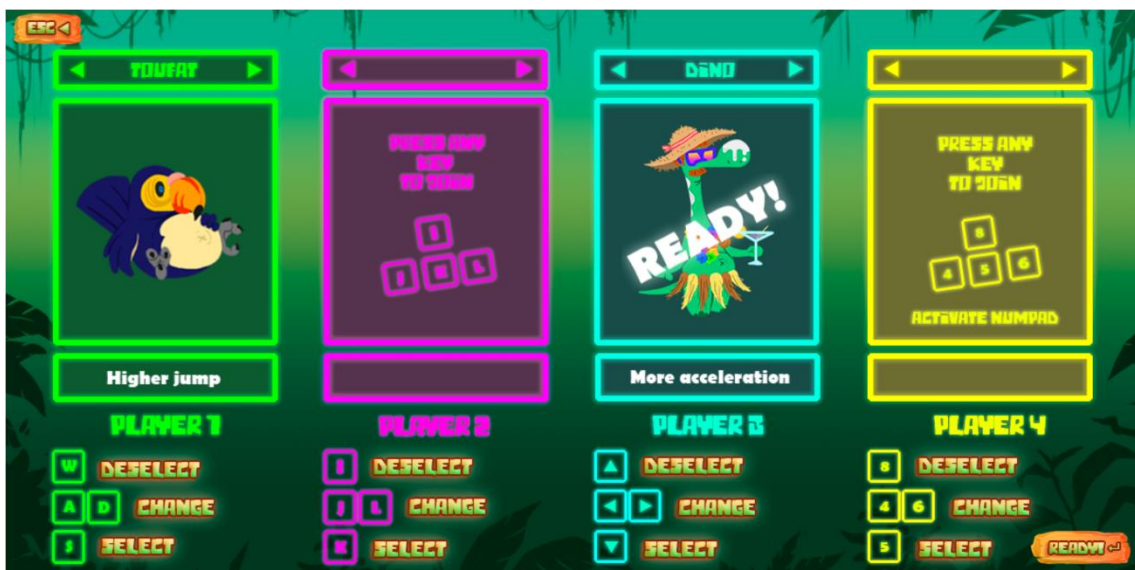 ESC
TOUFAT
DINO
PRESS ANY
KEY
TO JOIN
I
J K L
READY!
PRESS ANY
KEY
TO JOIN
8
4 5 6
ACTIVATE NUMPAD
Higher jump
More acceleration
PLAYER 1
PLAYER 2
PLAYER 3
PLAYER 4
W DESELECT
I DESELECT
DESELECT
8 DESELECT
A D CHANGE
J L CHANGE
CHANGE
4 6 CHANGE
S SELECT
K SELECT
SELECT
5 SELECT
READY!